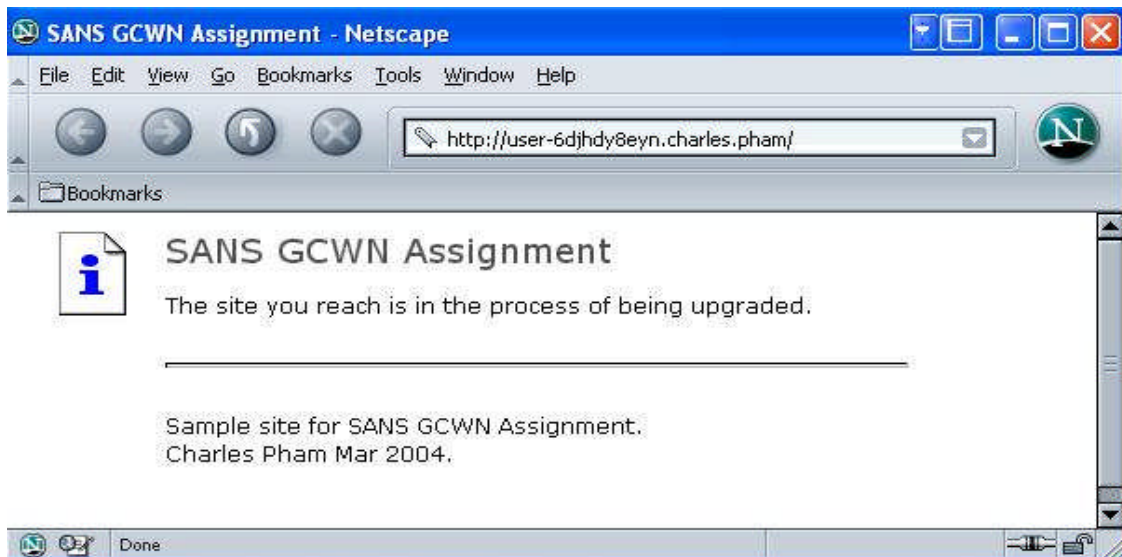 SANS GCWN Assignment - Netscape
File Edit View Go Bookmarks Tools Window Help
http://user-6djhdy8eyn.charles.pham/
N
Bookmarks
i
SANS GCWN Assignment
The site you reach is in the process of being upgraded.
Sample site for SANS GCWN Assignment.
Charles Pham Mar 2004.
Done